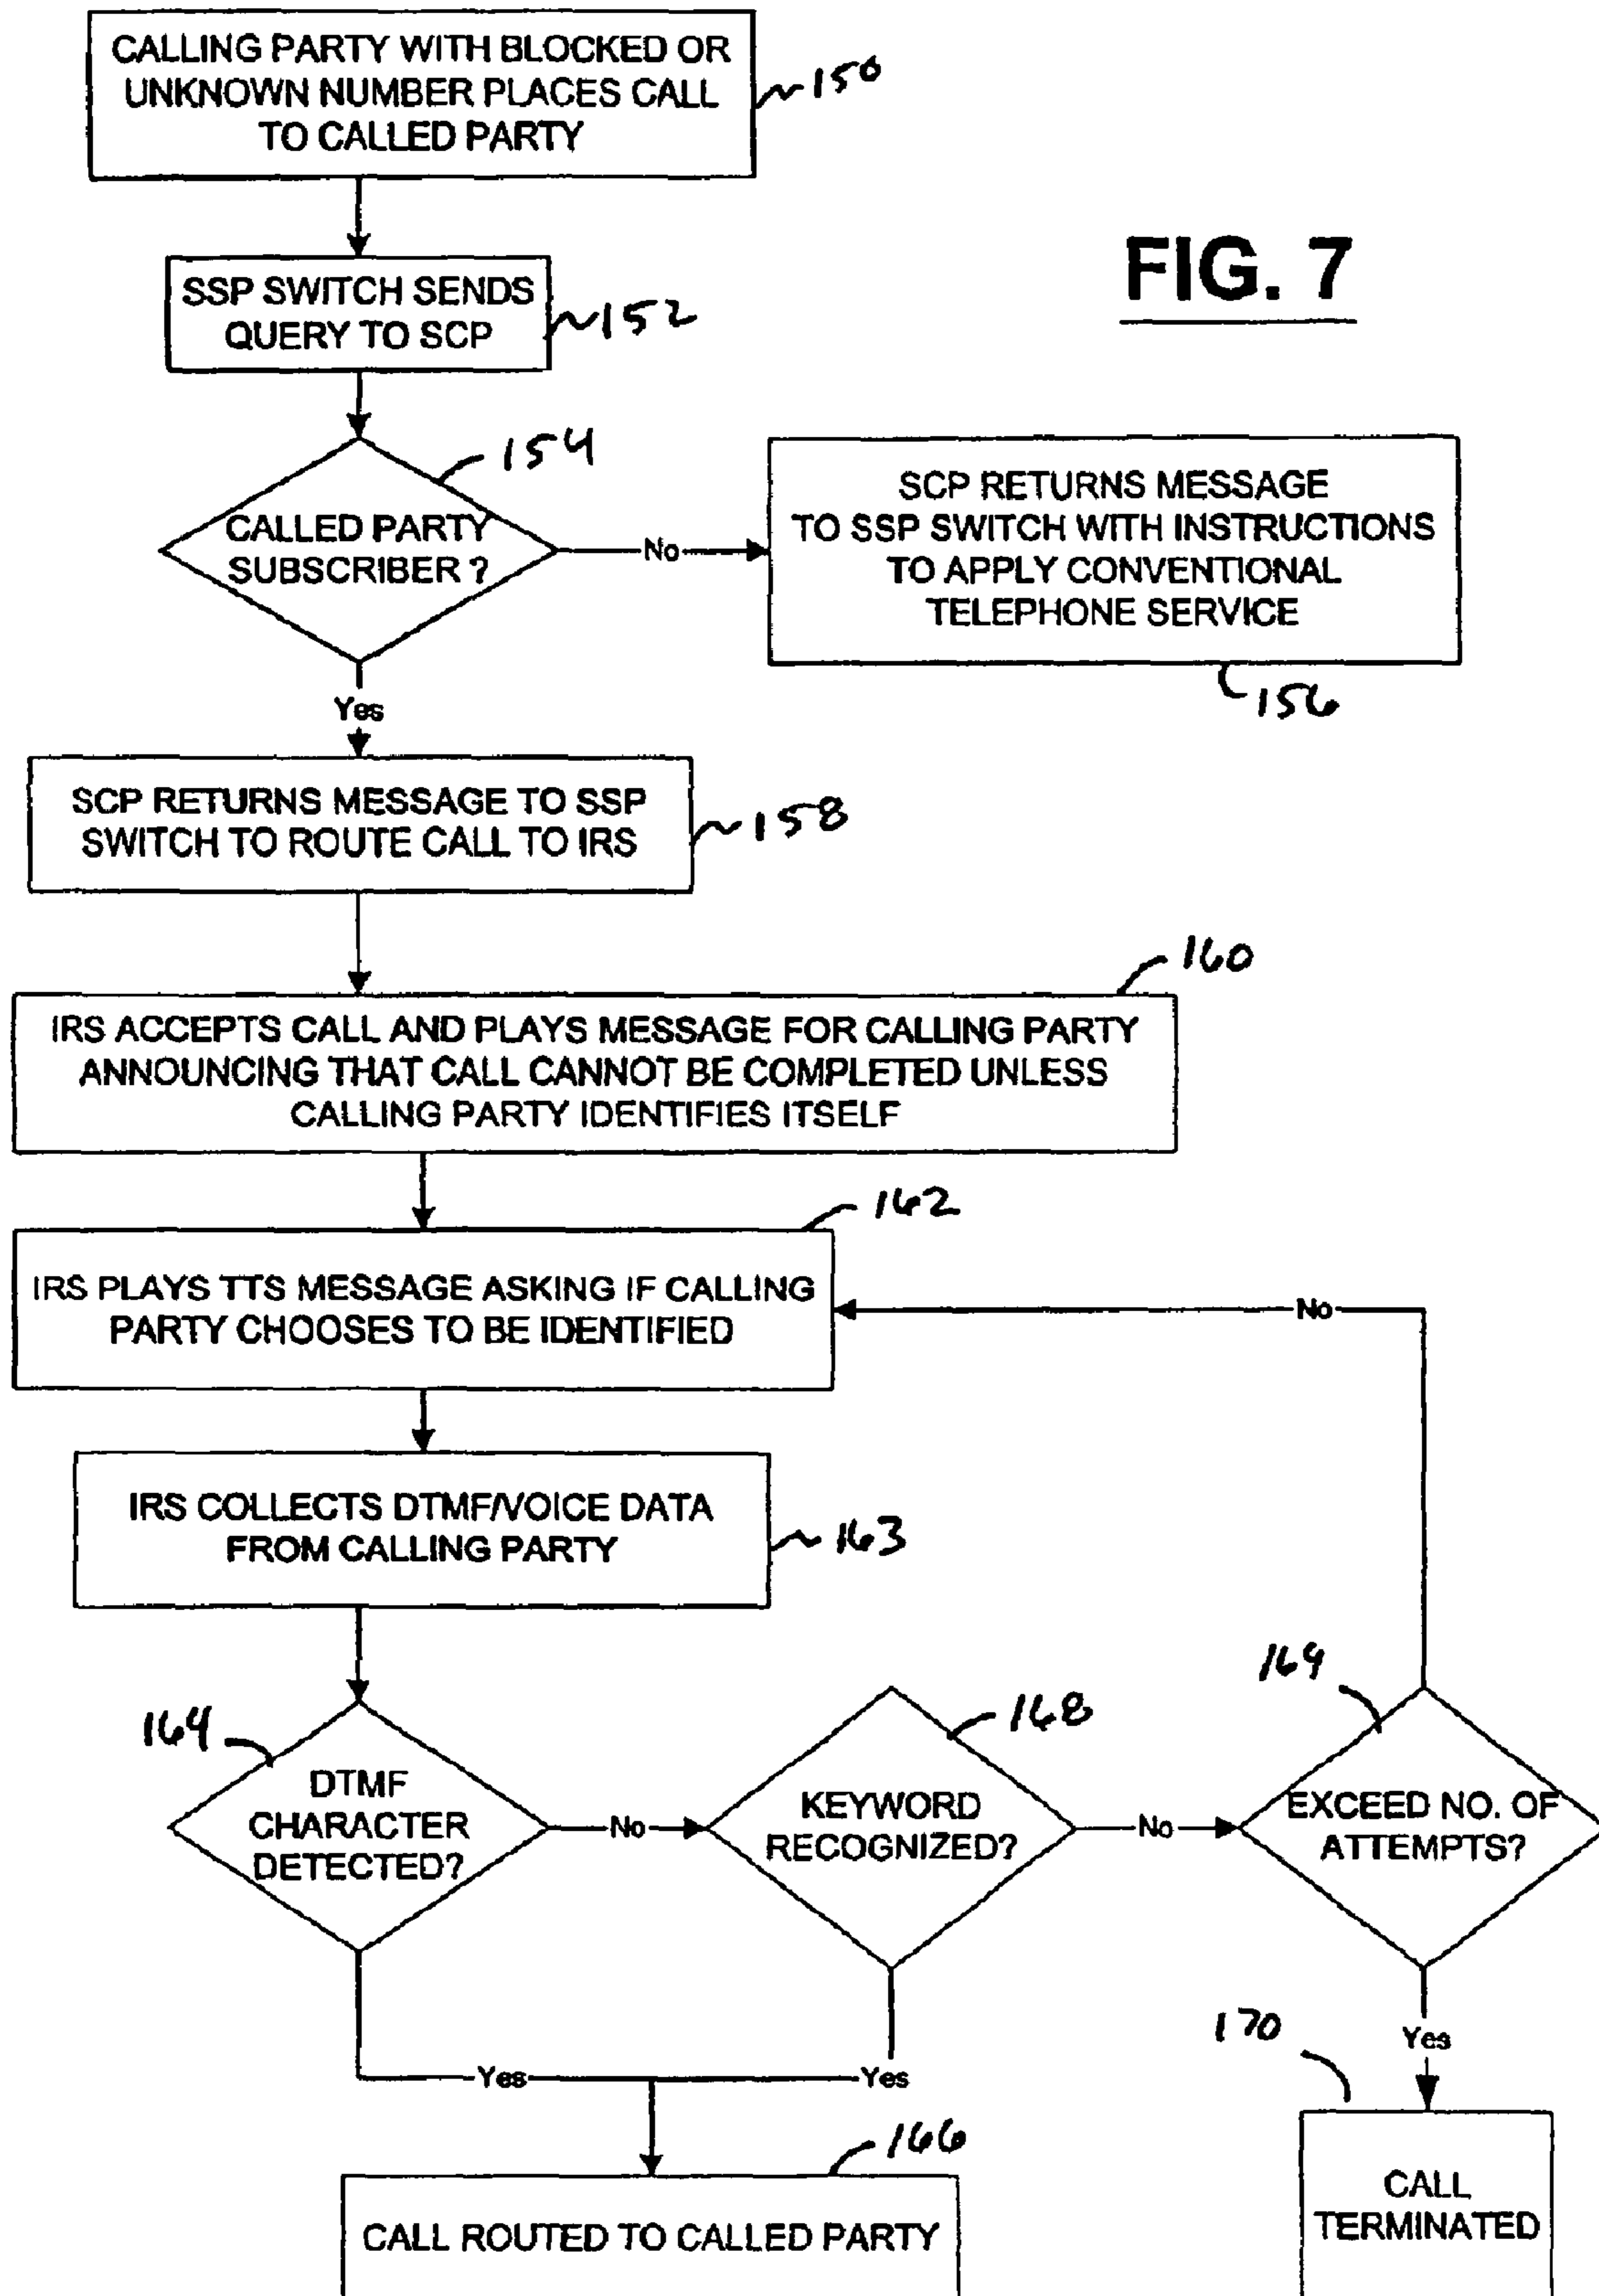 CALLING PARTY WITH BLOCKED OR
UNKNOWN NUMBER PLACES CALL
TO CALLED PARTY
150
FIG. 7
SSP SWITCH SENDS
QUERY TO SCP
152
154
CALLED PARTY
SUBSCRIBER ?
No
SCP RETURNS MESSAGE
TO SSP SWITCH WITH INSTRUCTIONS
TO APPLY CONVENTIONAL
TELEPHONE SERVICE
156
Yes
SCP RETURNS MESSAGE TO SSP
SWITCH TO ROUTE CALL TO IRS
158
160
IRS ACCEPTS CALL AND PLAYS MESSAGE FOR CALLING PARTY
ANNOUNCING THAT CALL CANNOT BE COMPLETED UNLESS
CALLING PARTY IDENTIFIES ITSELF
162
IRS PLAYS TTS MESSAGE ASKING IF CALLING
PARTY CHOOSES TO BE IDENTIFIED
No
IRS COLLECTS DTMF/VOICE DATA
FROM CALLING PARTY
163
164
DTMF
CHARACTER
DETECTED?
No
168
KEYWORD
RECOGNIZED?
No
169
EXCEED NO. OF
ATTEMPTS?
Yes
Yes
Yes
166
CALL ROUTED TO CALLED PARTY
170
CALL
TERMINATED